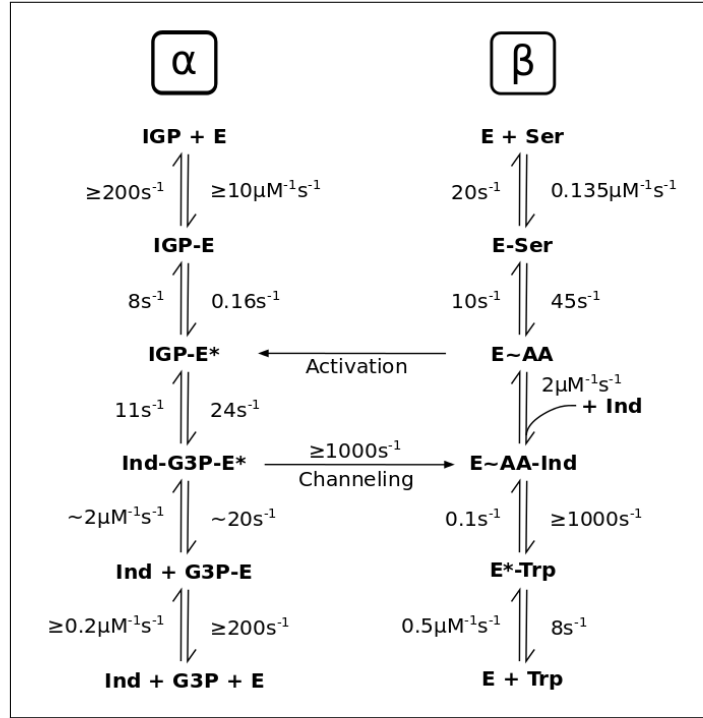 α β
IGP + E E + Ser
≥200s⁻¹ ≥10µM⁻¹s⁻¹ 20s⁻¹ 0.135µM⁻¹s⁻¹
IGP-E E-Ser
8s⁻¹ 0.16s⁻¹ 10s⁻¹ 45s⁻¹
IGP-E* E~AA
Activation
2µM⁻¹s⁻¹
11s⁻¹ 24s⁻¹ + Ind
≥1000s⁻¹
Ind-G3P-E* E~AA-Ind
Channeling
~2µM⁻¹s⁻¹ ~20s⁻¹ 0.1s⁻¹ ≥1000s⁻¹
Ind + G3P-E E*-Trp
≥0.2µM⁻¹s⁻¹ ≥200s⁻¹ 0.5µM⁻¹s⁻¹ 8s⁻¹
Ind + G3P + E E + Trp